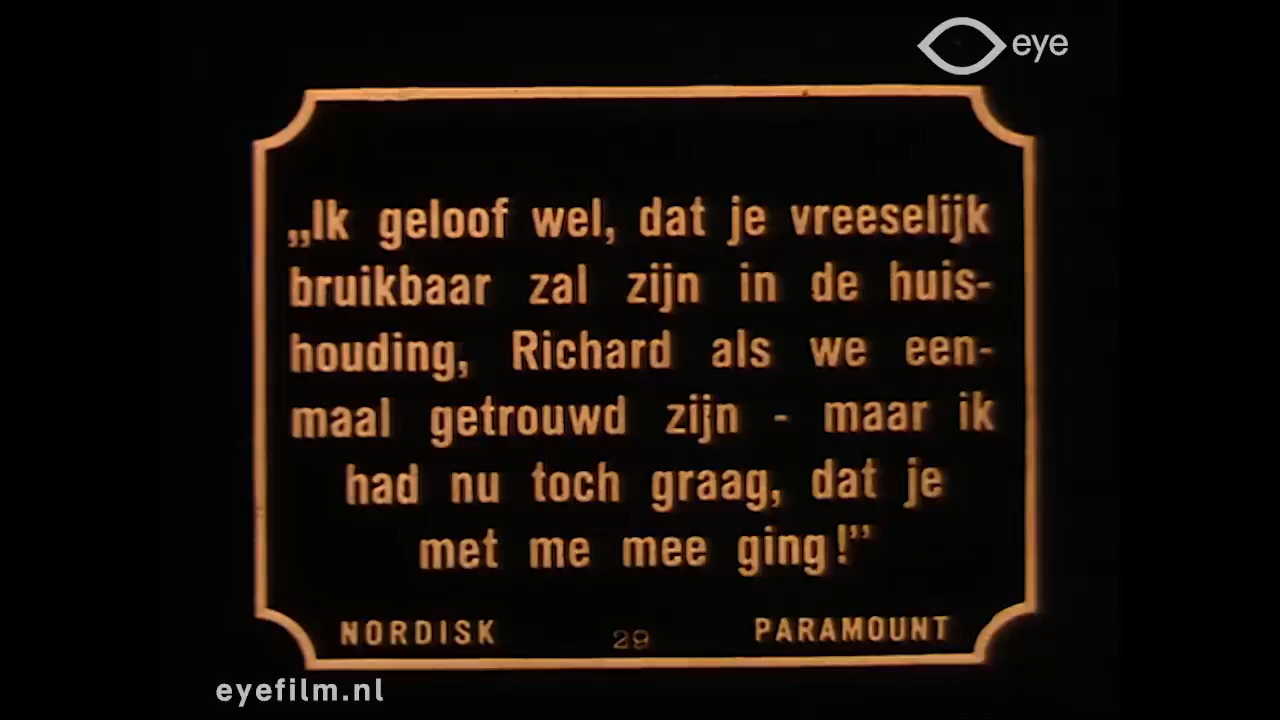 eye
„Ik geloof wel, dat je vreeselijk
bruikbaar zal zijn in de huis-
houding, Richard als we een-
maal getrouwd zijn - maar ik
had nu toch graag, dat je
met me mee ging!”
NORDISK 29 PARAMOUNT
eyefilm.nl